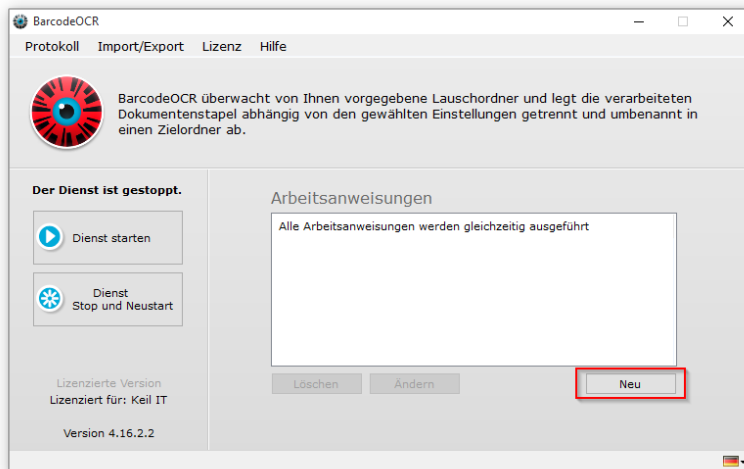 BarcodeOCR
Protokoll Import/Export Lizenz Hilfe
BarcodeOCR überwacht von Ihnen vorgegebene Lauschordner und legt die verarbeiteten
Dokumentenstapel abhängig von den gewählten Einstellungen getrennt und umbenannt in
einen Zielordner ab.
Der Dienst ist gestoppt.
Dienst starten
Dienst
Stop und Neustart
Lizenzierte Version
Lizenziert für: Keil IT
Version 4.16.2.2
Arbeitsanweisungen
Alle Arbeitsanweisungen werden gleichzeitig ausgeführt
Löschen Ändern Neu